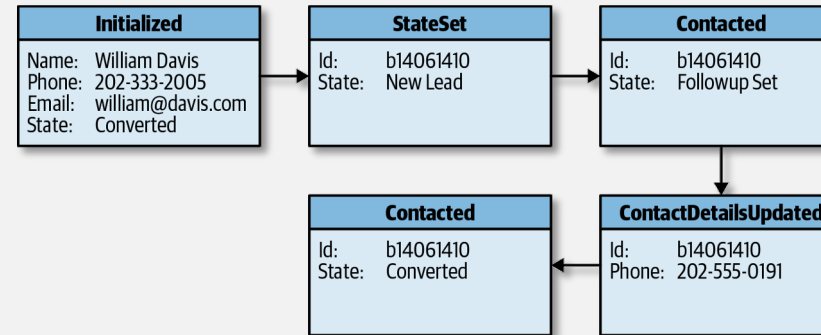 Initialized
Name: William Davis
Phone: 202-333-2005
Email: william@davis.com
State: Converted
StateSet
Id: b14061410
State: New Lead
Contacted
Id: b14061410
State: Followup Set
ContactDetailsUpdated
Id: b14061410
Phone: 202-555-0191
Contacted
Id: b14061410
State: Converted